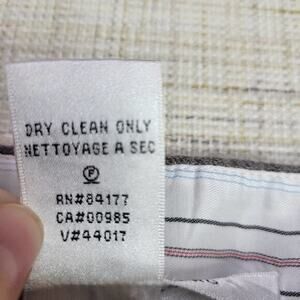 DRY CLEAN ONLY
NETTOYAGE A SEC
F
RN#84177
CA#00985
V#44017